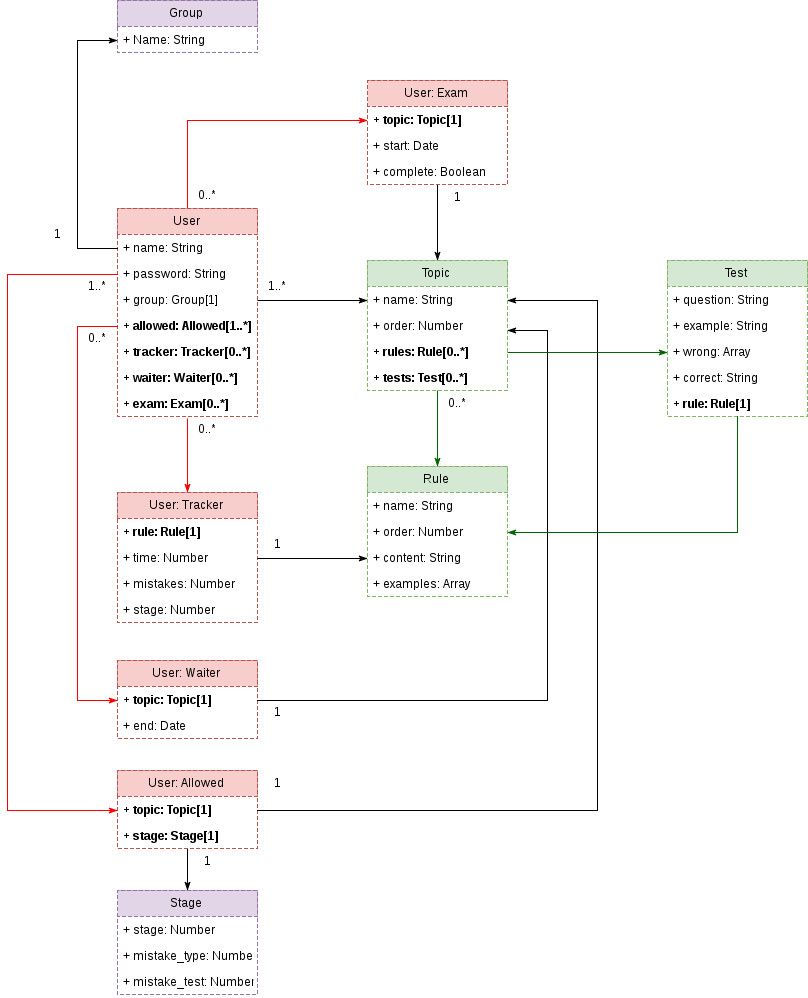 Group
+ Name: String
User: Exam
+ topic: Topic[1]
+ start: Date
+ complete: Boolean
0..*
1
User
+ name: String
+ password: String
+ group: Group[1]
+ allowed: Allowed[1..*]
+ tracker: Tracker[0..*]
+ waiter: Waiter[0..*]
+ exam: Exam[0..*]
1
1..*
0..*
1..*
0..*
Topic
+ name: String
+ order: Number
+ rules: Rule[0..*]
+ tests: Test[0..*]
0..*
Test
+ question: String
+ example: String
+ wrong: Array
+ correct: String
+ rule: Rule[1]
User: Tracker
+ rule: Rule[1]
+ time: Number
+ mistakes: Number
+ stage: Number
1
Rule
+ name: String
+ order: Number
+ content: String
+ examples: Array
User: Waiter
+ topic: Topic[1]
+ end: Date
1
User: Allowed
+ topic: Topic[1]
+ stage: Stage[1]
1
1
Stage
+ stage: Number
+ mistake_type: Numbe
+ mistake_test: Number